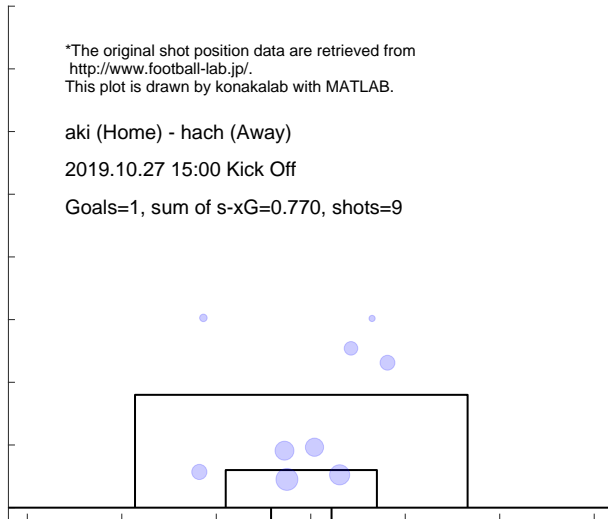 *The original shot position data are retrieved from
http://www.football-lab.jp/.
This plot is drawn by konakalab with MATLAB.
aki (Home) - hach (Away)
2019.10.27 15:00 Kick Off
Goals=1, sum of s-xG=0.770, shots=9